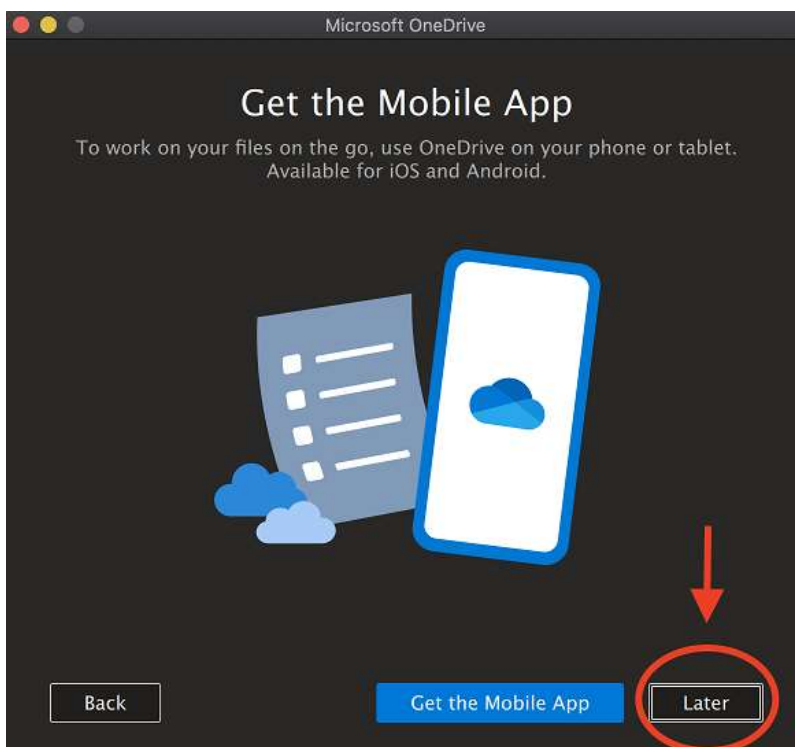 Microsoft OneDrive
Get the Mobile App
To work on your files on the go, use OneDrive on your phone or tablet.
Available for iOS and Android.
Back
Get the Mobile App
Later